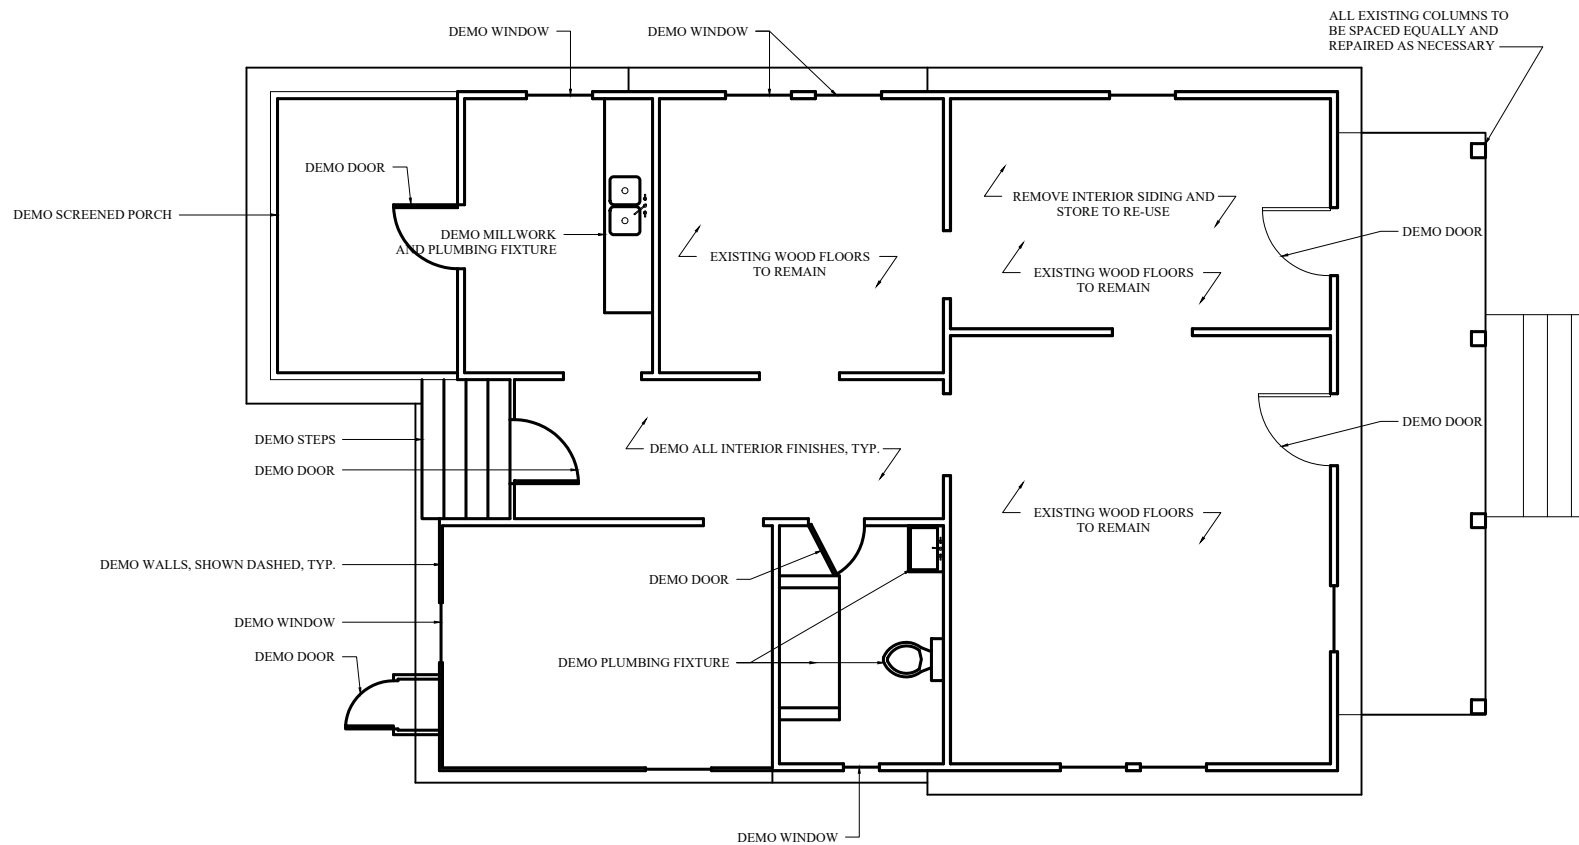 ALL EXISTING COLUMNS TO
BE SPACED EQUALLY AND
REPAIRED AS NECESSARY
DEMO WINDOW
DEMO WINDOW
DEMO DOOR
DEMO SCREENED PORCH
DEMO MILLWORK
AND PLUMBING FIXTURE
EXISTING WOOD FLOORS
TO REMAIN
REMOVE INTERIOR SIDING AND
STORE TO RE-USE
DEMO DOOR
EXISTING WOOD FLOORS
TO REMAIN
DEMO DOOR
DEMO STEPS
DEMO ALL INTERIOR FINISHES, TYP.
DEMO DOOR
EXISTING WOOD FLOORS
TO REMAIN
DEMO WALLS, SHOWN DASHED, TYP.
DEMO DOOR
DEMO WINDOW
DEMO DOOR
DEMO PLUMBING FIXTURE
DEMO WINDOW